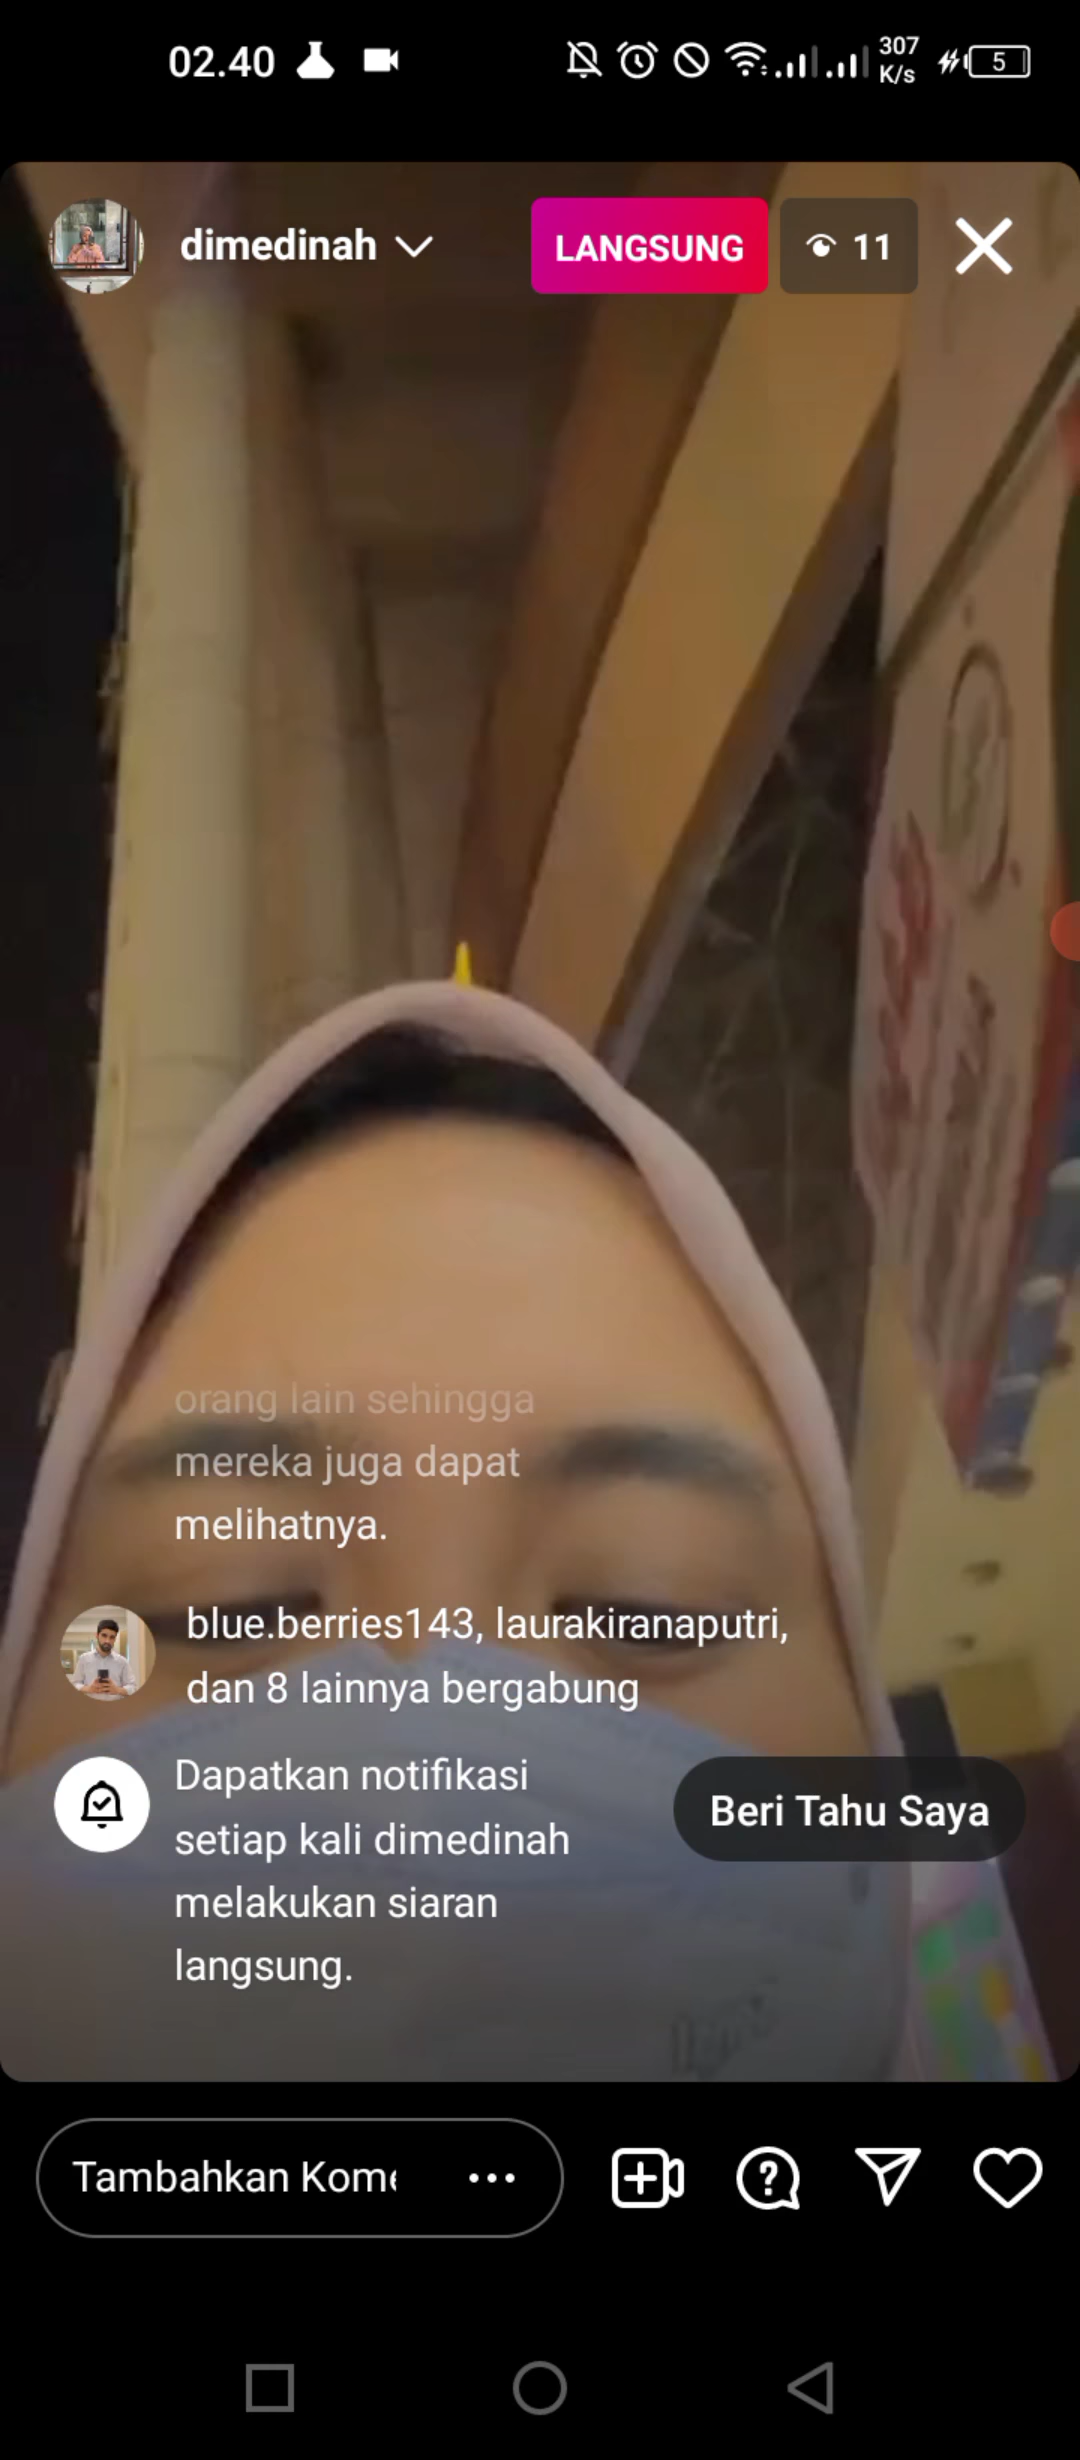 02.40
307
K/s
5
dimedinah
LANGSUNG
11
orang lain sehingga
mereka juga dapat
melihatnya.
blue.berries143, laurakiranaputri,
dan 8 lainnya bergabung
Dapatkan notifikasi
setiap kali dimedinah
melakukan siaran
langsung.
Beri Tahu Saya
Tambahkan Kome